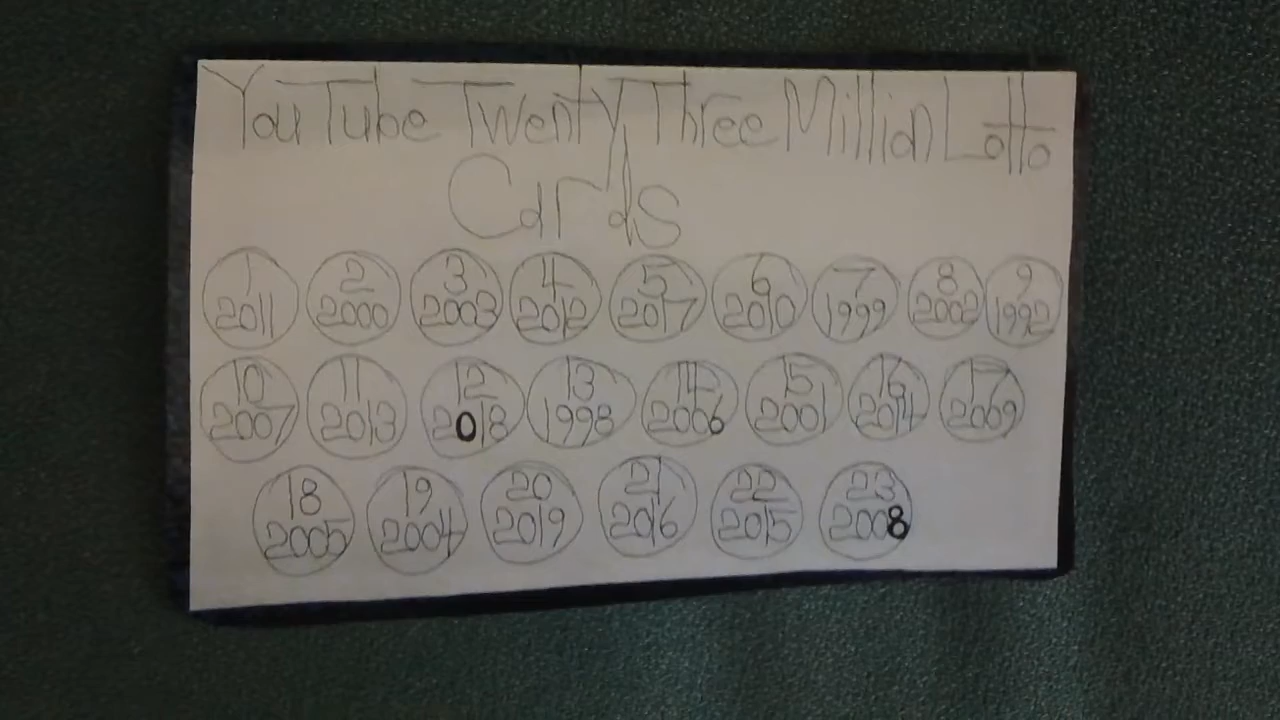 YouTube Twenty Three Million Lotto
Cards
1 2 3 4 5 6 7 8 9
2011 2000 2003 2012 2017 2010 1999 2002 1992
10 11 12 13 14 15 16 17
2007 2013 2018 1998 2006 2001 2014 2009
18 19 20 21 22 23
2005 2004 2019 2016 2015 2008